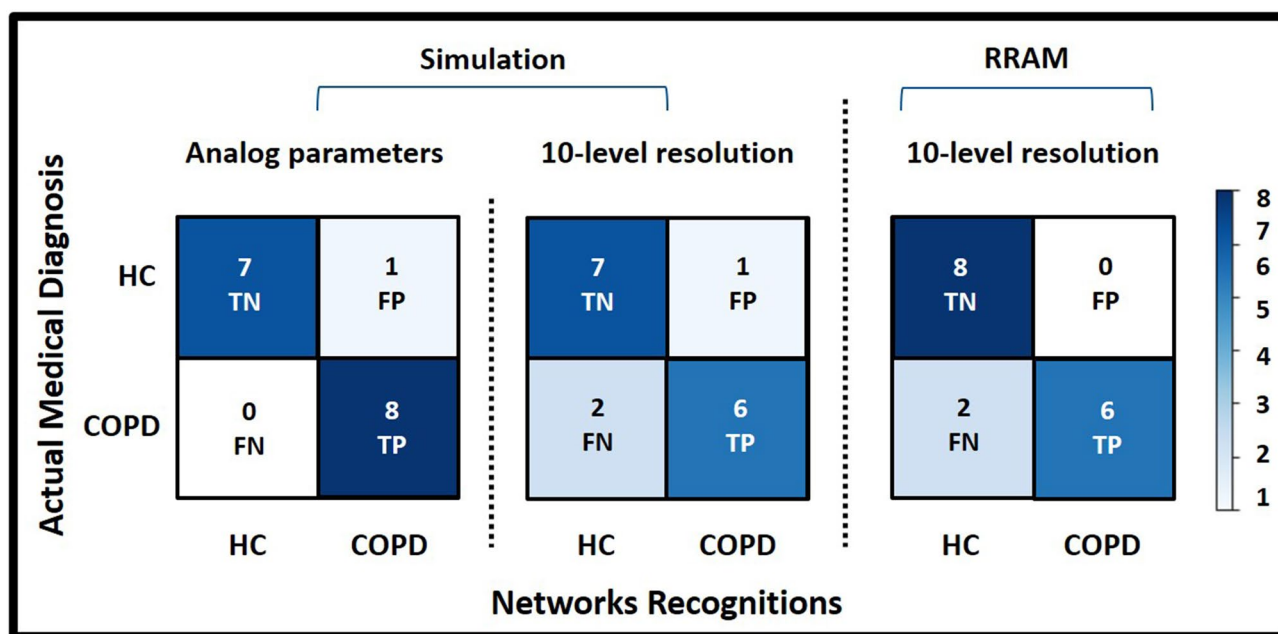 Simulation
RRAM
Analog parameters
10-level resolution
10-level resolution
Actual Medical Diagnosis
HC
7
TN
1
FP
7
TN
1
FP
8
TN
0
FP
COPD
0
FN
8
TP
2
FN
6
TP
2
FN
6
TP
8
7
6
5
4
3
2
1
HC
COPD
HC
COPD
HC
COPD
Networks Recognitions